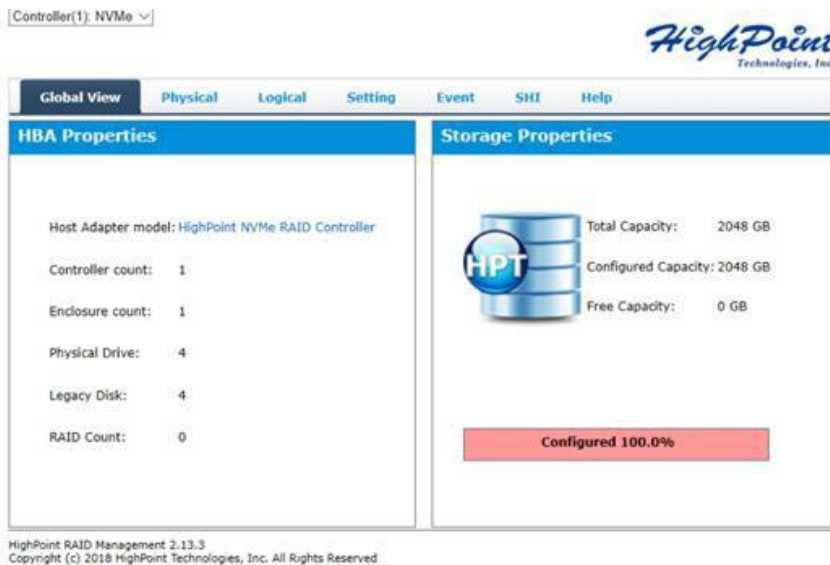 Controller(1): NVMe
HighPoint
Technologies, Inc
Global View Physical Logical Setting Event SHI Help
HBA Properties
Host Adapter model: HighPoint NVMe RAID Controller
Controller count: 1
Enclosure count: 1
Physical Drive: 4
Legacy Disk: 4
RAID Count: 0
Storage Properties
HPT
Total Capacity: 2048 GB
Configured Capacity: 2048 GB
Free Capacity: 0 GB
Configured 100.0%
HighPoint RAID Management 2.13.3
Copyright (c) 2018 HighPoint Technologies, Inc. All Rights Reserved